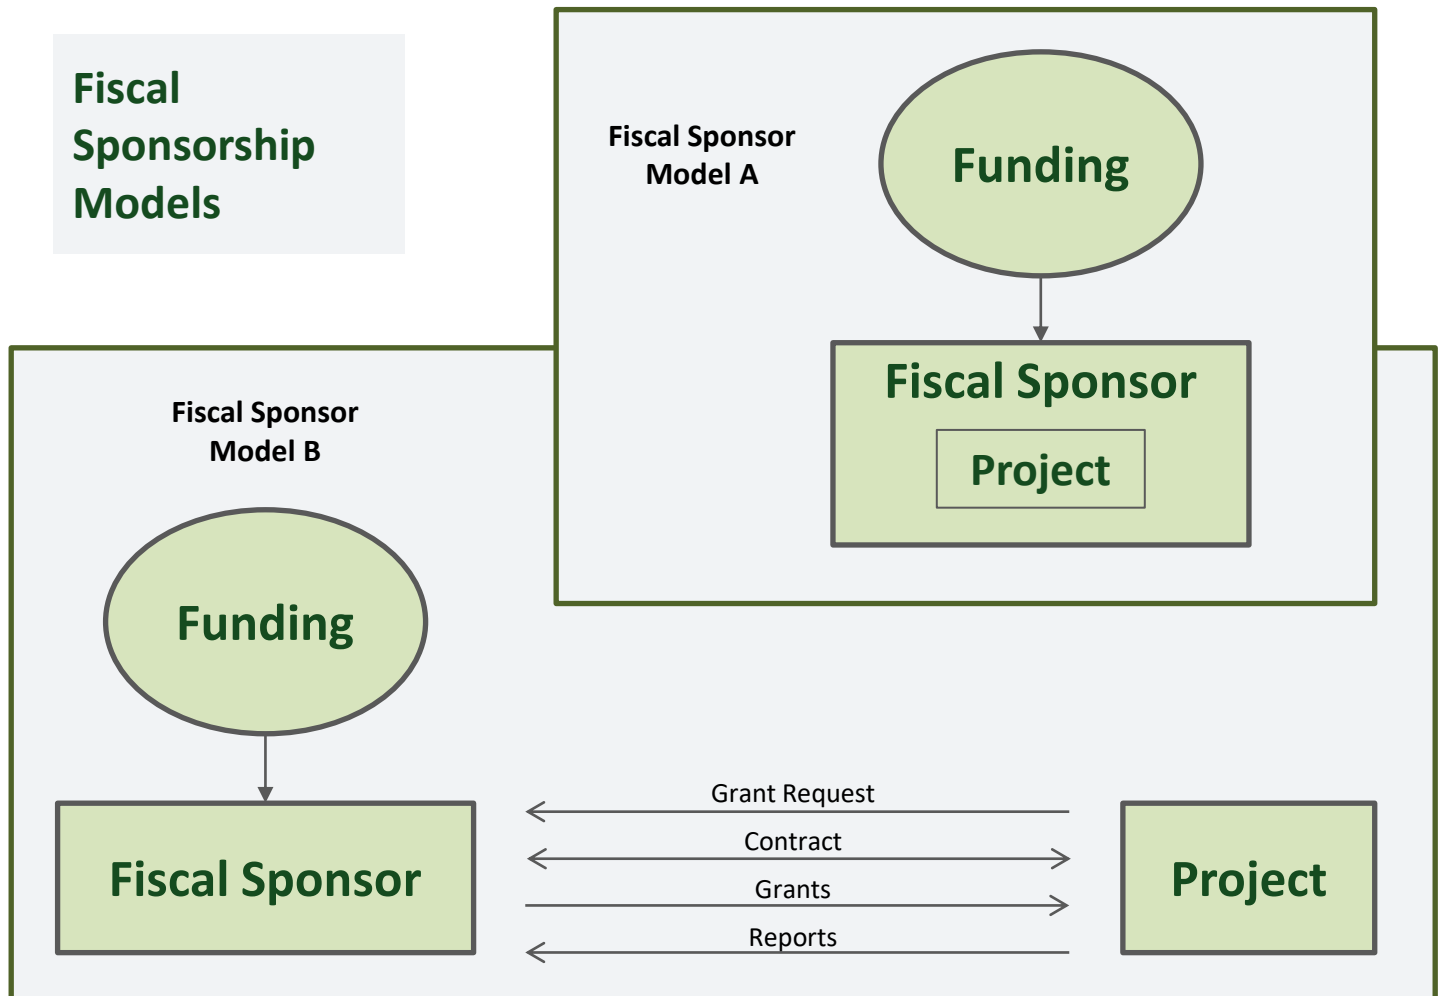 Fiscal
Sponsorship
Models
Fiscal Sponsor
Model A
Funding
Fiscal Sponsor
Project
Fiscal Sponsor
Model B
Funding
Fiscal Sponsor
Grant Request
Contract
Grants
Reports
Project